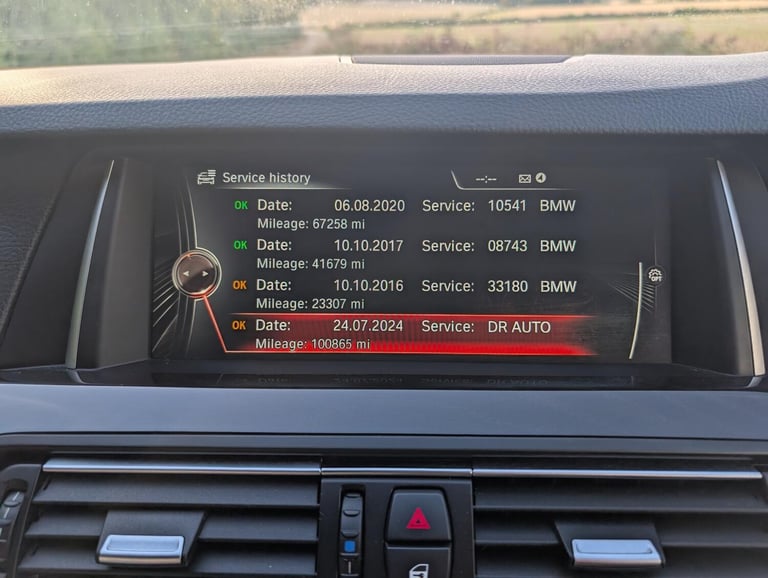 Service history
--:--
OK Date: 06.08.2020 Service: 10541 BMW
Mileage: 67258 mi
OK Date: 10.10.2017 Service: 08743 BMW
Mileage: 41679 mi
OK Date: 10.10.2016 Service: 33180 BMW
Mileage: 23307 mi
OPT
OK Date: 24.07.2024 Service: DR AUTO
Mileage: 100865 mi